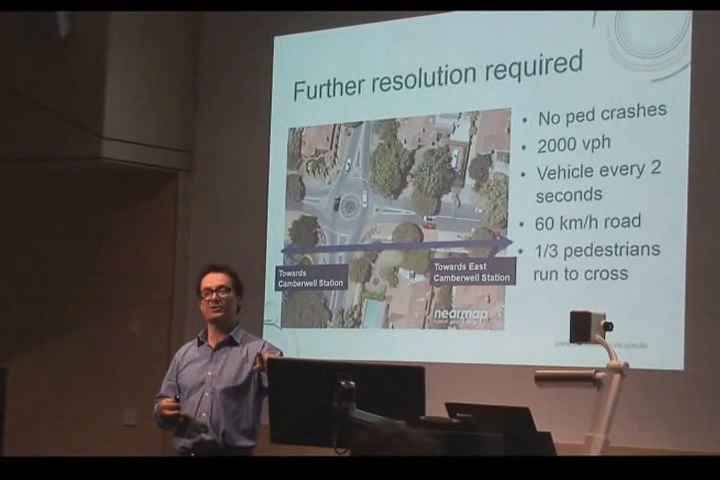 Further resolution required
• No ped crashes
• 2000 vph
• Vehicle every 2
seconds
• 60 km/h road
• 1/3 pedestrians
run to cross
Towards
Camberwell Station
Towards East
Camberwell Station
nearmap